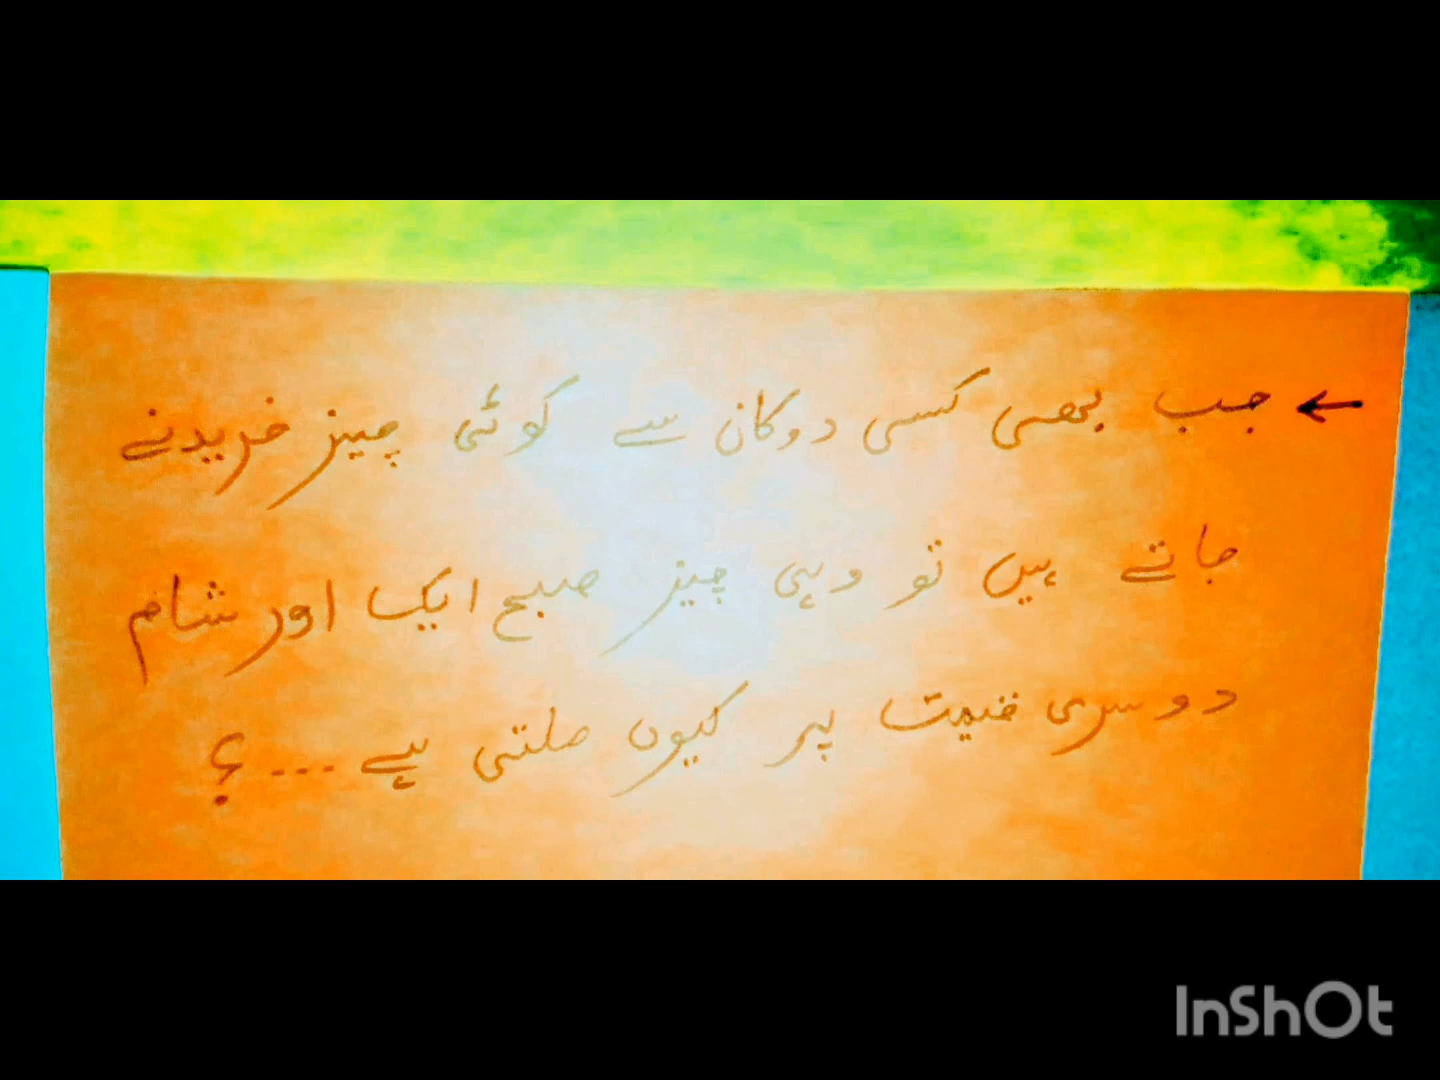 ← جب بھی کسی دوکان سے کوئی چیز خریدنے
جاتے ہیں تو وہی چیز صبح ایک اور شام
دوسری قیمت پر کیوں ملتی ہے ...؟
InShOt